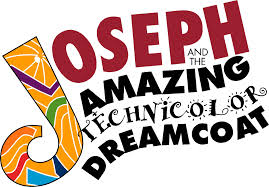 JOSEPH
AND THE
AMAZING
TECHNICOLOR
DREAMCOAT